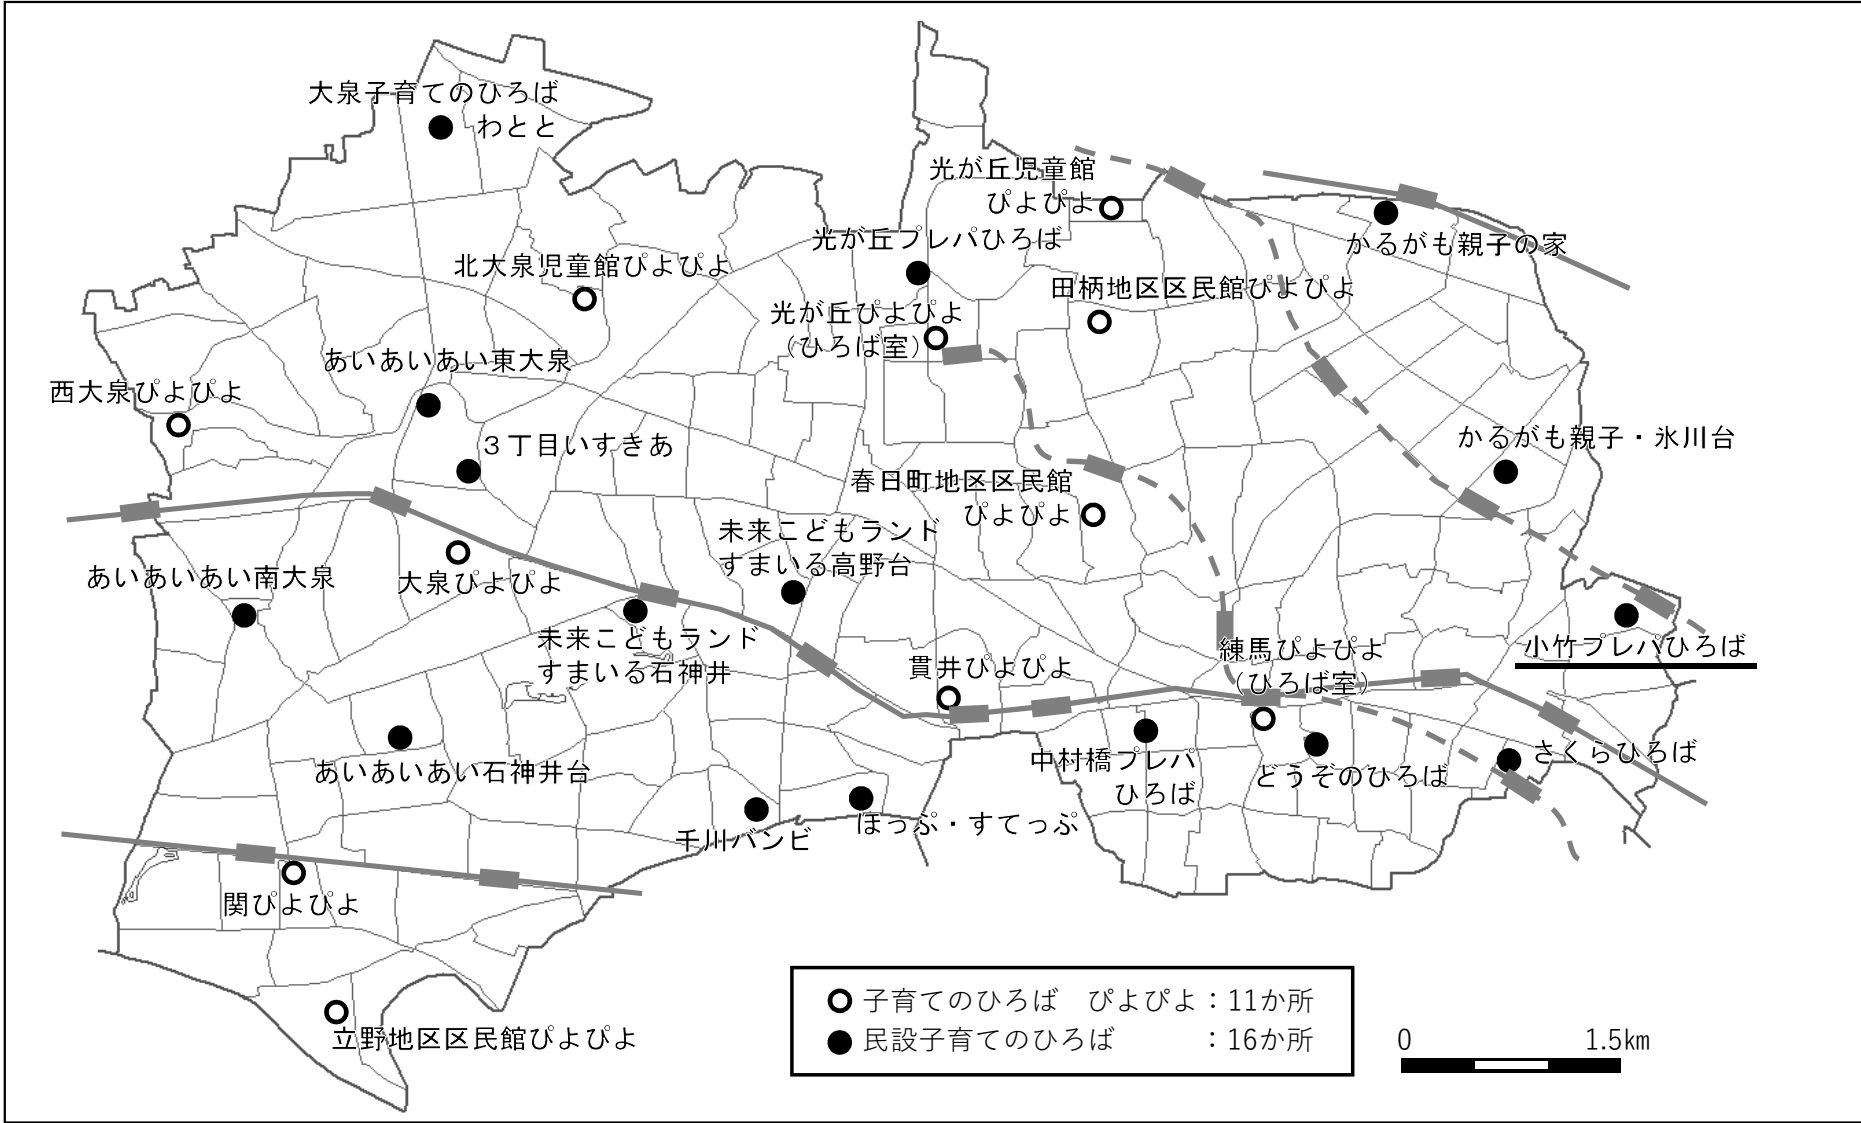 大泉子育てのひろば
わとと
光が丘児童館
ぴよぴよ
かるがも親子の家
光が丘プレパひろば
北大泉児童館ぴよぴよ
田柄地区区民館ぴよぴよ
光が丘ぴよぴよ
（ひろば室）
あいあいあい東大泉
西大泉ぴよぴよ
３丁目いすきあ
かるがも親子・氷川台
春日町地区区民館
ぴよぴよ
未来こどもランド
すまいる高野台
あいあいあい南大泉
大泉ぴよぴよ
未来こどもランド
すまいる石神井
小竹プレパひろば
練馬ぴよぴよ
（ひろば室）
貫井ぴよぴよ
あいあいあい石神井台
中村橋プレパ
ひろば
どうぞのひろば
さくらひろば
千川バンビ
ほっぷ・すてっぷ
関ぴよぴよ
立野地区区民館ぴよぴよ
子育てのひろば　ぴよぴよ：11か所
民設子育てのひろば　　　：16か所
0 1.5km